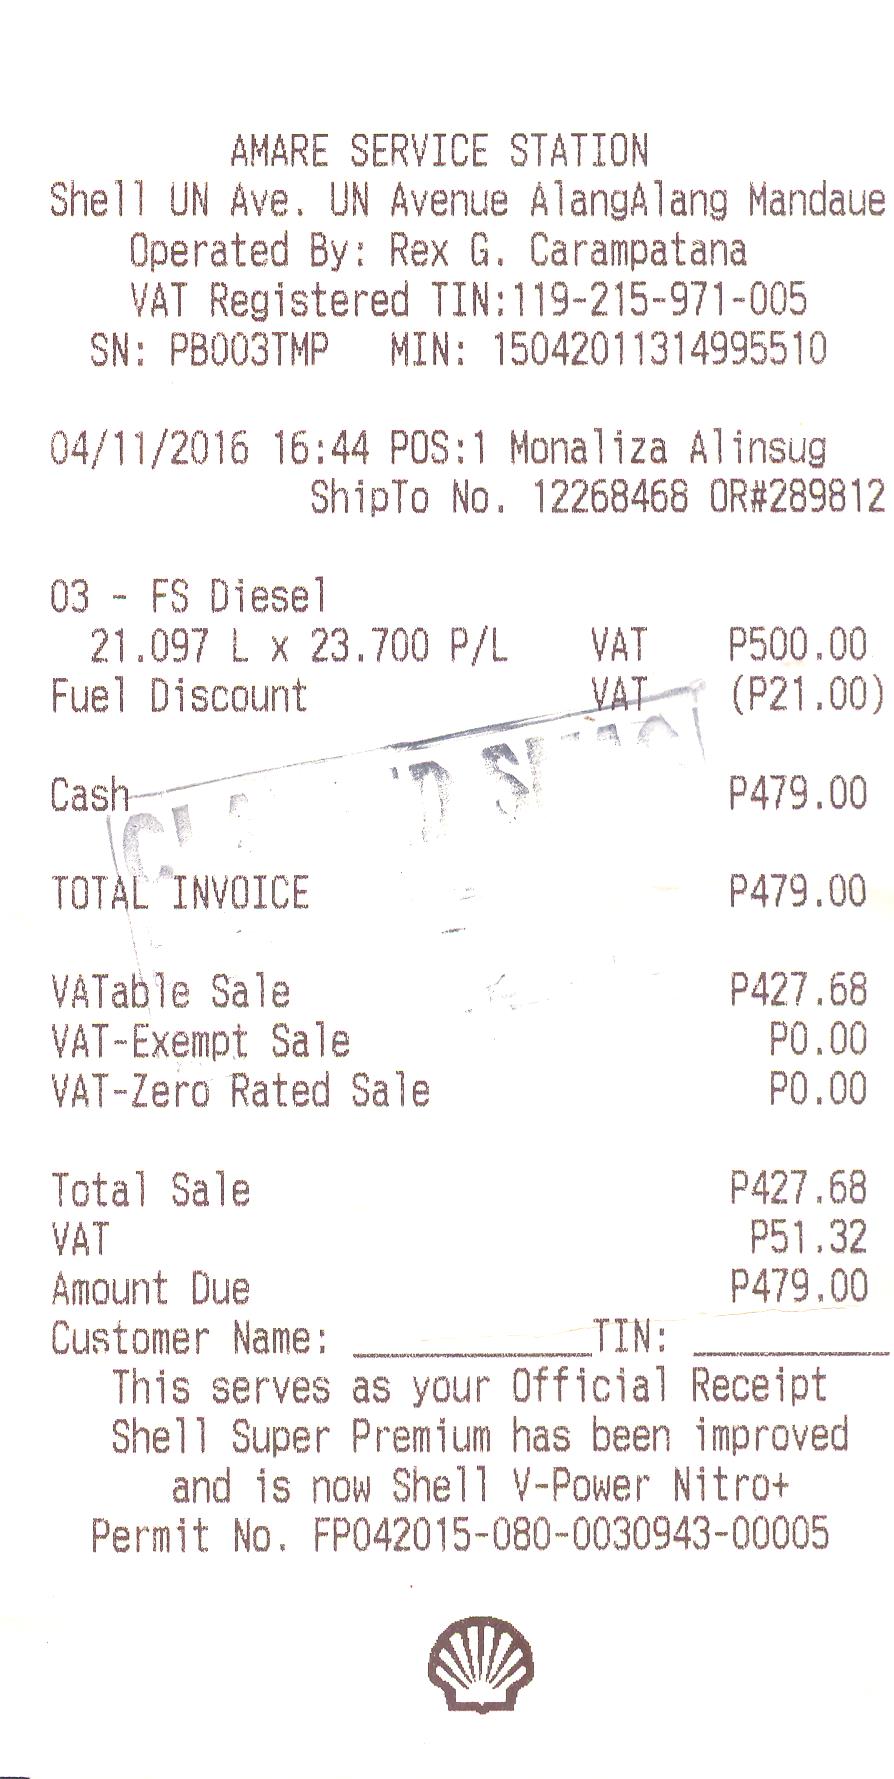 AMARE SERVICE STATION
Shell UN Ave. UN Avenue AlangAlang Mandaue
Operated By: Rex G. Carampatana
VAT Registered TIN:119-215-971-005
SN: PB003TMP MIN: 15042011314995510
04/11/2016 16:44 POS:1 Monaliza Alinsug
ShipTo No. 12268468 OR#289812
03 - FS Diesel
21.097 L x 23.700 P/L VAT P500.00
Fuel Discount VAT (P21.00)
Cash P479.00
TOTAL INVOICE P479.00
VATable Sale P427.68
VAT-Exempt Sale P0.00
VAT-Zero Rated Sale P0.00
Total Sale P427.68
VAT P51.32
Amount Due P479.00
Customer Name: ____________TIN: __________
This serves as your Official Receipt
Shell Super Premium has been improved
and is now Shell V-Power Nitro+
Permit No. FP042015-080-0030943-00005